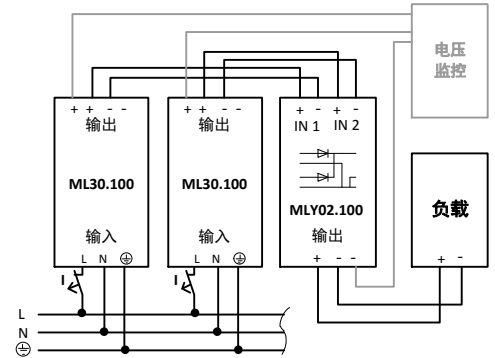 电压
监控
+ + - -
输出
ML30.100
输入
L N
I
+ + - -
输出
ML30.100
输入
L N
I
+ - + -
IN 1 IN 2
MLY02.100
输出
+ - -
负载
+ -
L
N